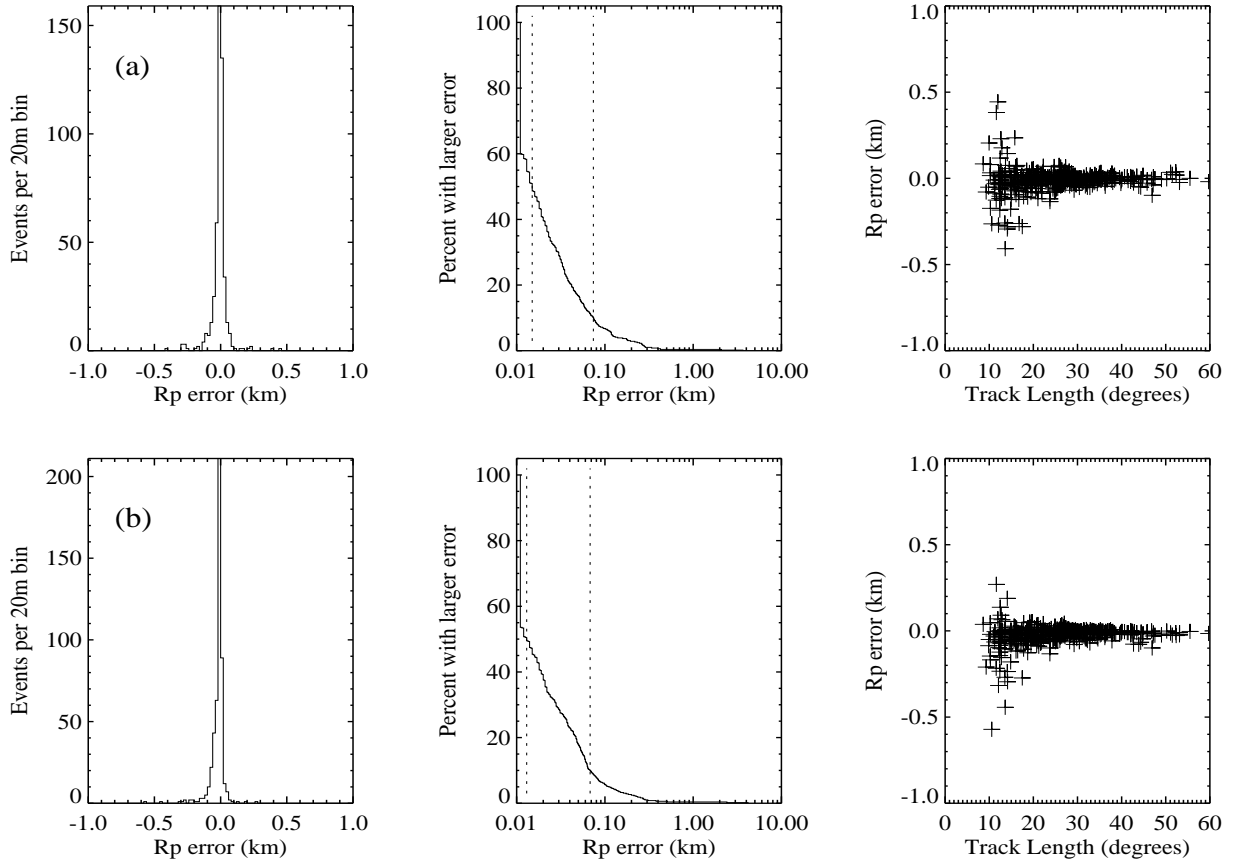 150
100
50
0
Events per 20m bin
(a)
-1.0 -0.5 0.0 0.5 1.0
Rp error (km)
100
80
60
40
20
0
Percent with larger error
0.01 0.10 1.00 10.00
Rp error (km)
1.0
0.5
0.0
-0.5
-1.0
Rp error (km)
0 10 20 30 40 50 60
Track Length (degrees)
200
150
100
50
0
Events per 20m bin
(b)
-1.0 -0.5 0.0 0.5 1.0
Rp error (km)
100
80
60
40
20
0
Percent with larger error
0.01 0.10 1.00 10.00
Rp error (km)
1.0
0.5
0.0
-0.5
-1.0
Rp error (km)
0 10 20 30 40 50 60
Track Length (degrees)